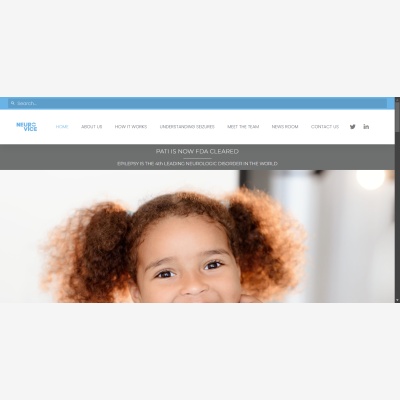 Search...
NEURO
VICE
HOME ABOUT US HOW IT WORKS UNDERSTANDING SEIZURES MEET THE TEAM NEWS ROOM CONTACT US
PATI IS NOW FDA CLEARED
EPILEPSY IS THE 4th LEADING NEUROLOGIC DISORDER IN THE WORLD